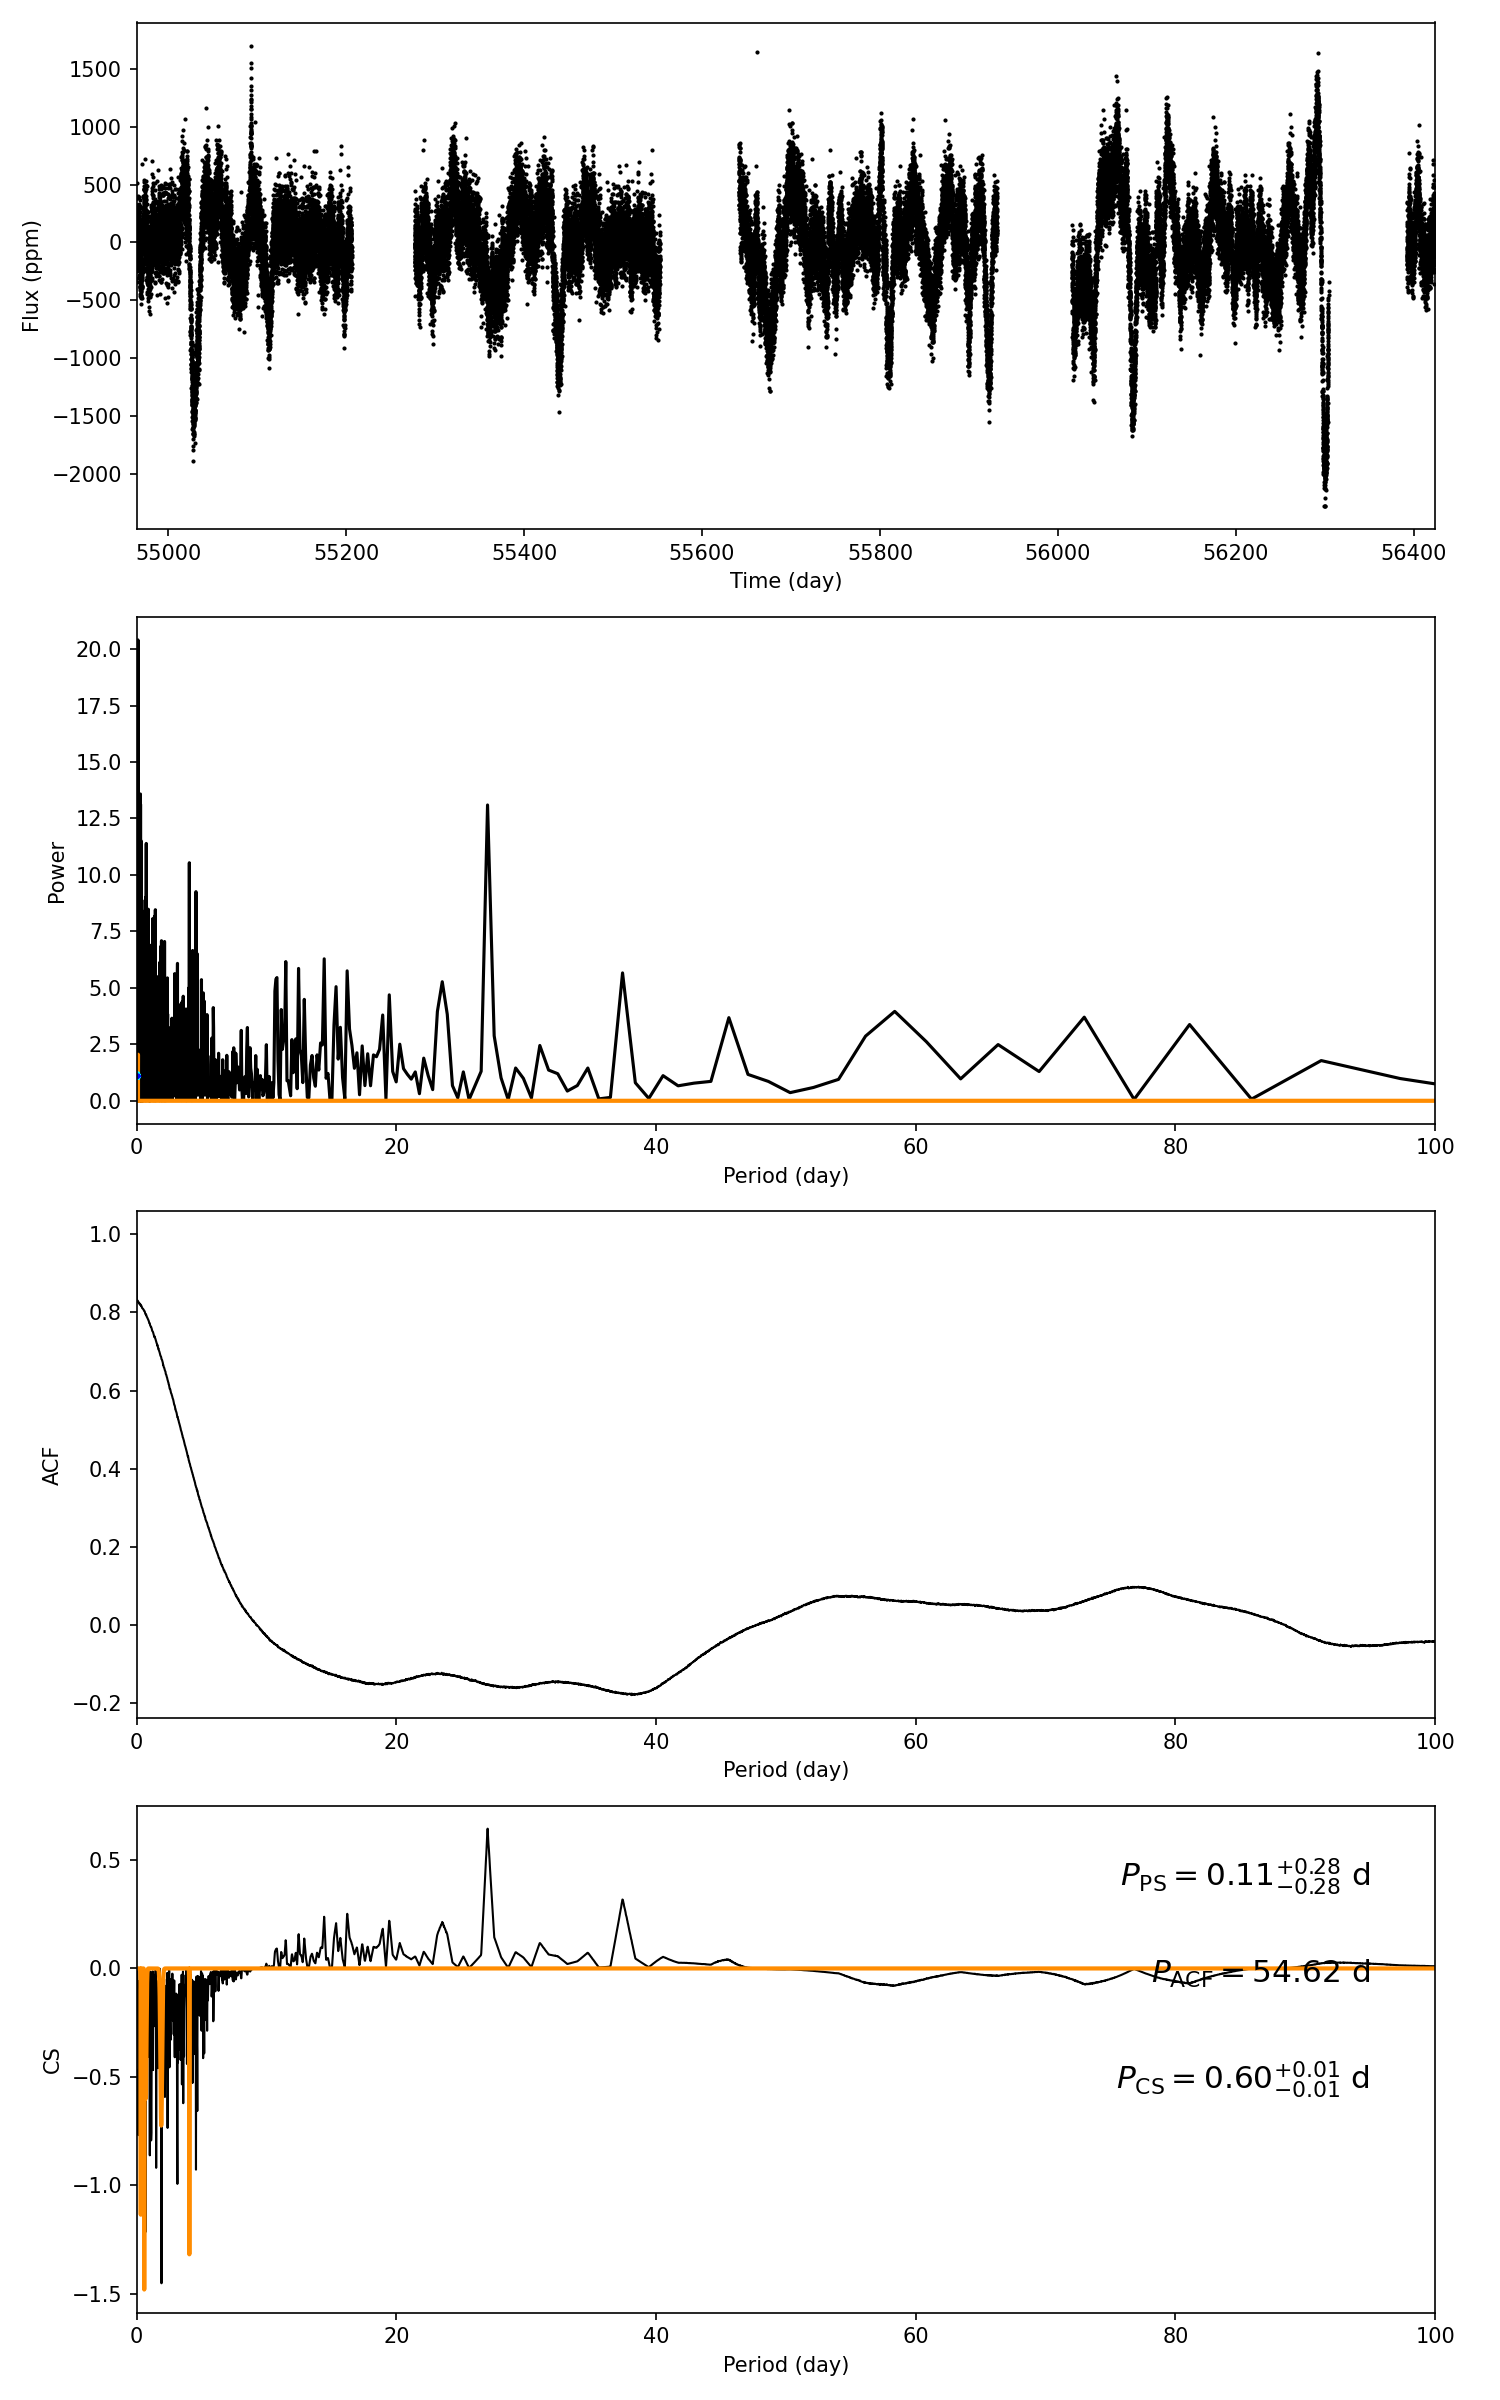 1500
1000
500
0
−500
−1000
−1500
−2000
Flux (ppm)
55000 55200 55400 55600 55800 56000 56200 56400
Time (day)
20.0
17.5
15.0
12.5
10.0
7.5
5.0
2.5
0.0
Power
0 20 40 60 80 100
Period (day)
1.0
0.8
0.6
0.4
0.2
0.0
−0.2
ACF
0 20 40 60 80 100
Period (day)
0.5
0.0
−0.5
−1.0
−1.5
CS
P_PS = 0.11^{+0.28}_{−0.28} d
P_ACF = 54.62 d
P_CS = 0.60^{+0.01}_{−0.01} d
0 20 40 60 80 100
Period (day)